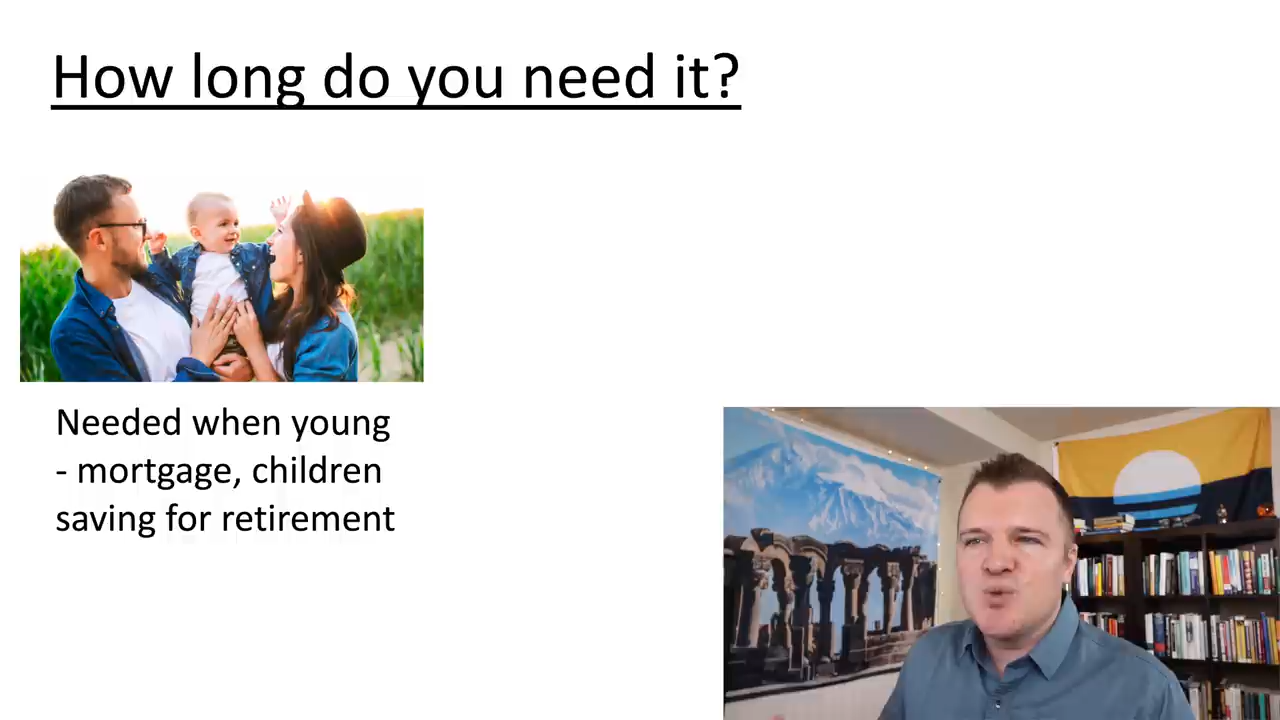 How long do you need it?
Needed when young
- mortgage, children
saving for retirement